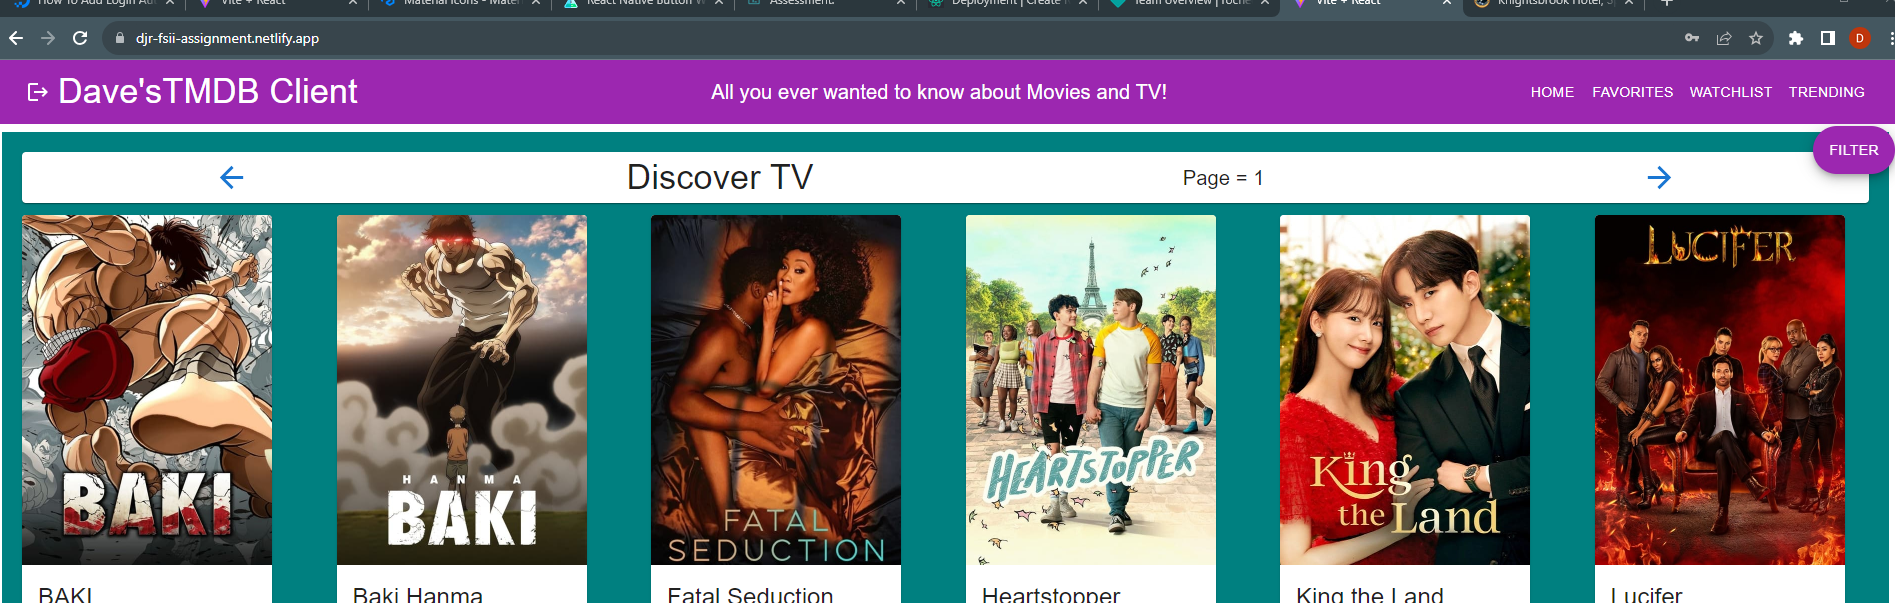 How To Add Login Au
Vite + React
Material Icons - Mater
React Native Button W
Assessment.
Deployment | Create R
Team overview | roche
Vite + React
Knightsbrook Hotel, S
djr-fsii-assignment.netlify.app
D
Dave'sTMDB Client
All you ever wanted to know about Movies and TV!
HOME FAVORITES WATCHLIST TRENDING
FILTER
Discover TV
Page = 1
BAKI
HANMA
BAKI
FATAL
SEDUCTION
HEARTSTOPPER
King
the Land
LUCIFER
BAKI
Baki Hanma
Fatal Seduction
Heartstopper
King the Land
Lucifer